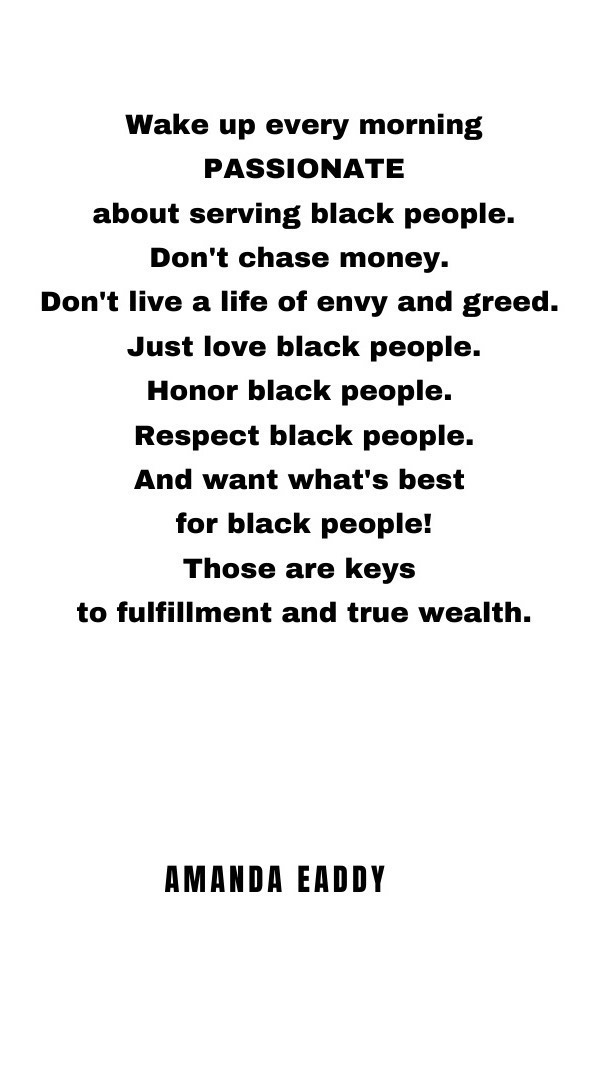 Wake up every morning
PASSIONATE
about serving black people.
Don't chase money.
Don't live a life of envy and greed.
Just love black people.
Honor black people.
Respect black people.
And want what's best
for black people!
Those are keys
to fulfillment and true wealth.
AMANDA EADDY